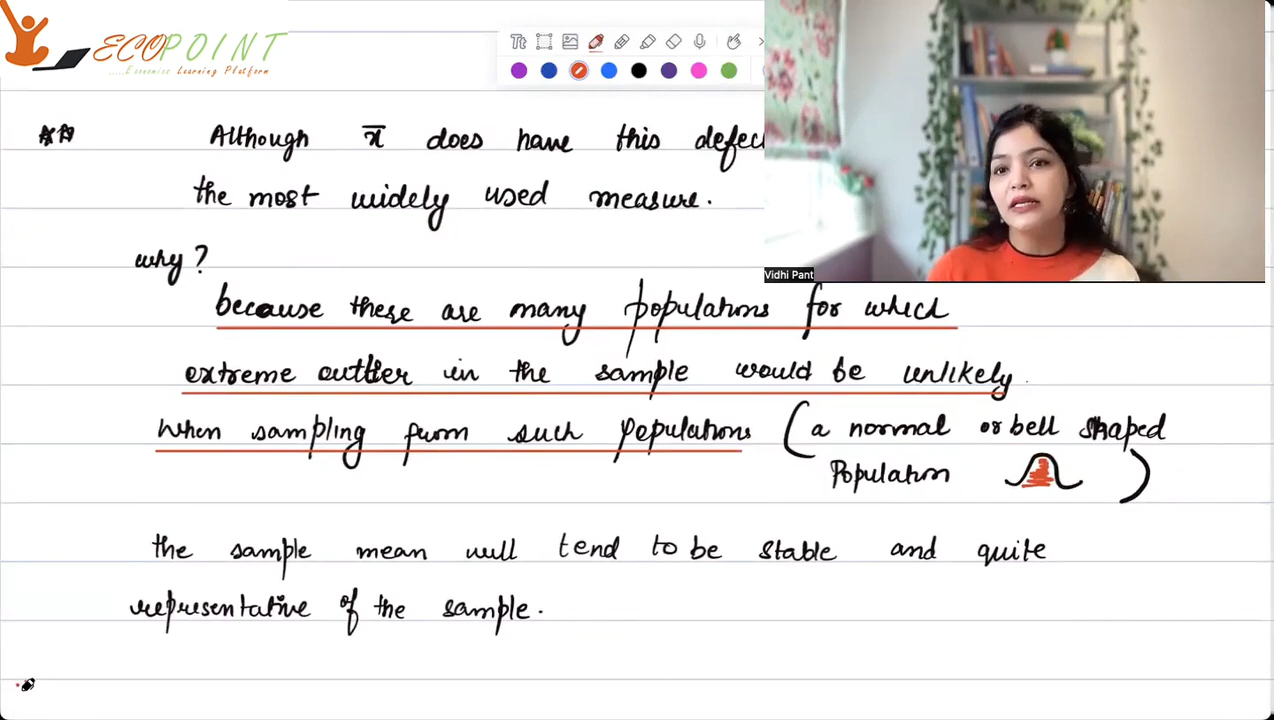 ECOPOINT
.....Economics Learning Platform
Tt
Although x̄ does have this defec
the most widely used measure.
why?
because there are many populations for which
extreme outlier in the sample would be unlikely
when sampling from such populations (a normal or bell shaped
Population )
the sample mean will tend to be stable and quite
representative of the sample.
Vidhi Pant